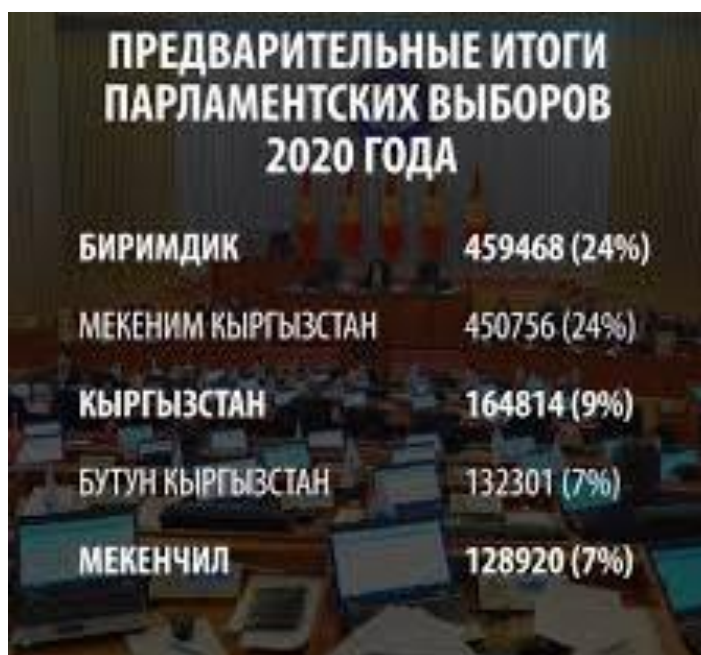 ПРЕДВАРИТЕЛЬНЫЕ ИТОГИ
ПАРЛАМЕНТСКИХ ВЫБОРОВ
2020 ГОДА
БИРИМДИК 459468 (24%)
МЕКЕНИМ КЫРГЫЗСТАН 450756 (24%)
КЫРГЫЗСТАН 164814 (9%)
БУТУН КЫРГЫЗСТАН 132301 (7%)
МЕКЕНЧИЛ 128920 (7%)